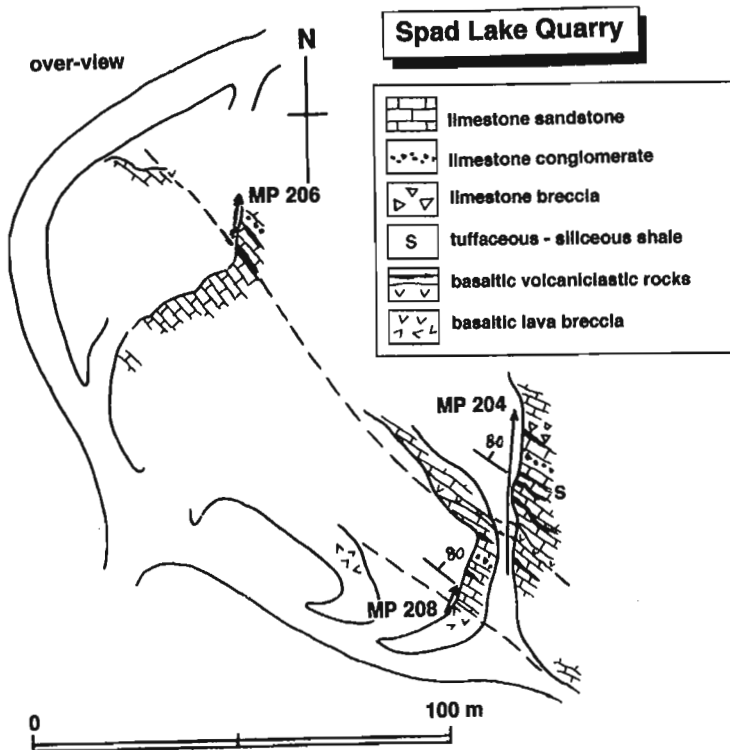 Spad Lake Quarry
over-view
N
limestone sandstone
limestone conglomerate
limestone breccia
S tuffaceous - siliceous shale
basaltic volcaniclastic rocks
basaltic lava breccia
MP 206
MP 204
80
S
80
MP 208
0 100 m